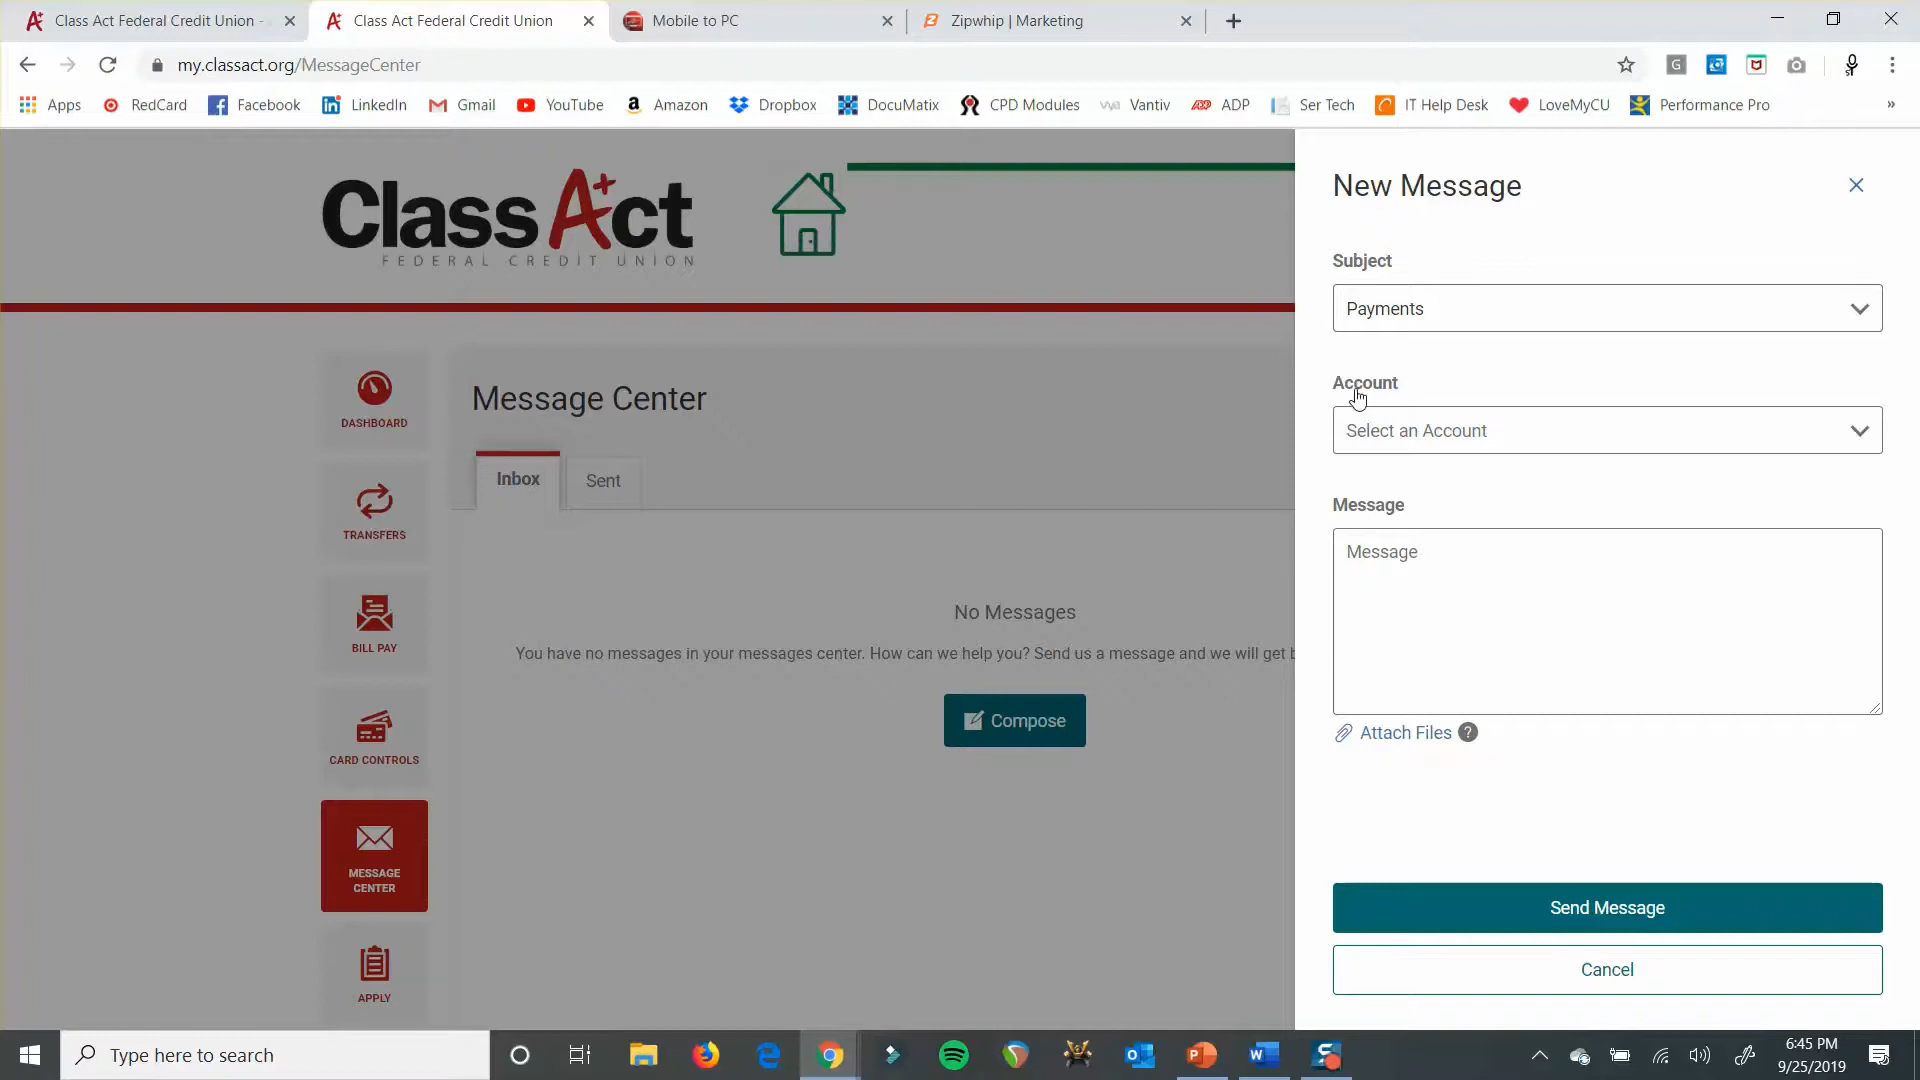 Class Act Federal Credit Union -
Class Act Federal Credit Union
Mobile to PC
Zipwhip | Marketing
my.classact.org/MessageCenter
Apps
RedCard
Facebook
LinkedIn
Gmail
YouTube
Amazon
Dropbox
DocuMatix
CPD Modules
Vantiv
ADP
Ser Tech
IT Help Desk
LoveMyCU
Performance Pro
Class A+ct
FEDERAL CREDIT UNION
DASHBOARD
TRANSFERS
BILL PAY
CARD CONTROLS
MESSAGE
CENTER
APPLY
Message Center
Inbox
Sent
No Messages
You have no messages in your messages center. How can we help you? Send us a message and we will get b
Compose
New Message
Subject
Payments
Account
Select an Account
Message
Message
Attach Files ?
Send Message
Cancel
Type here to search
6:45 PM
9/25/2019